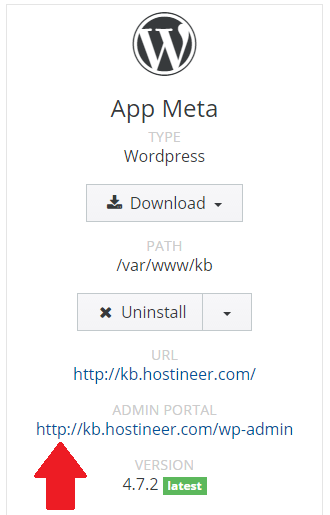 App Meta
TYPE
Wordpress
Download
PATH
/var/www/kb
Uninstall
URL
http://kb.hostineer.com/
ADMIN PORTAL
http://kb.hostineer.com/wp-admin
VERSION
4.7.2 latest